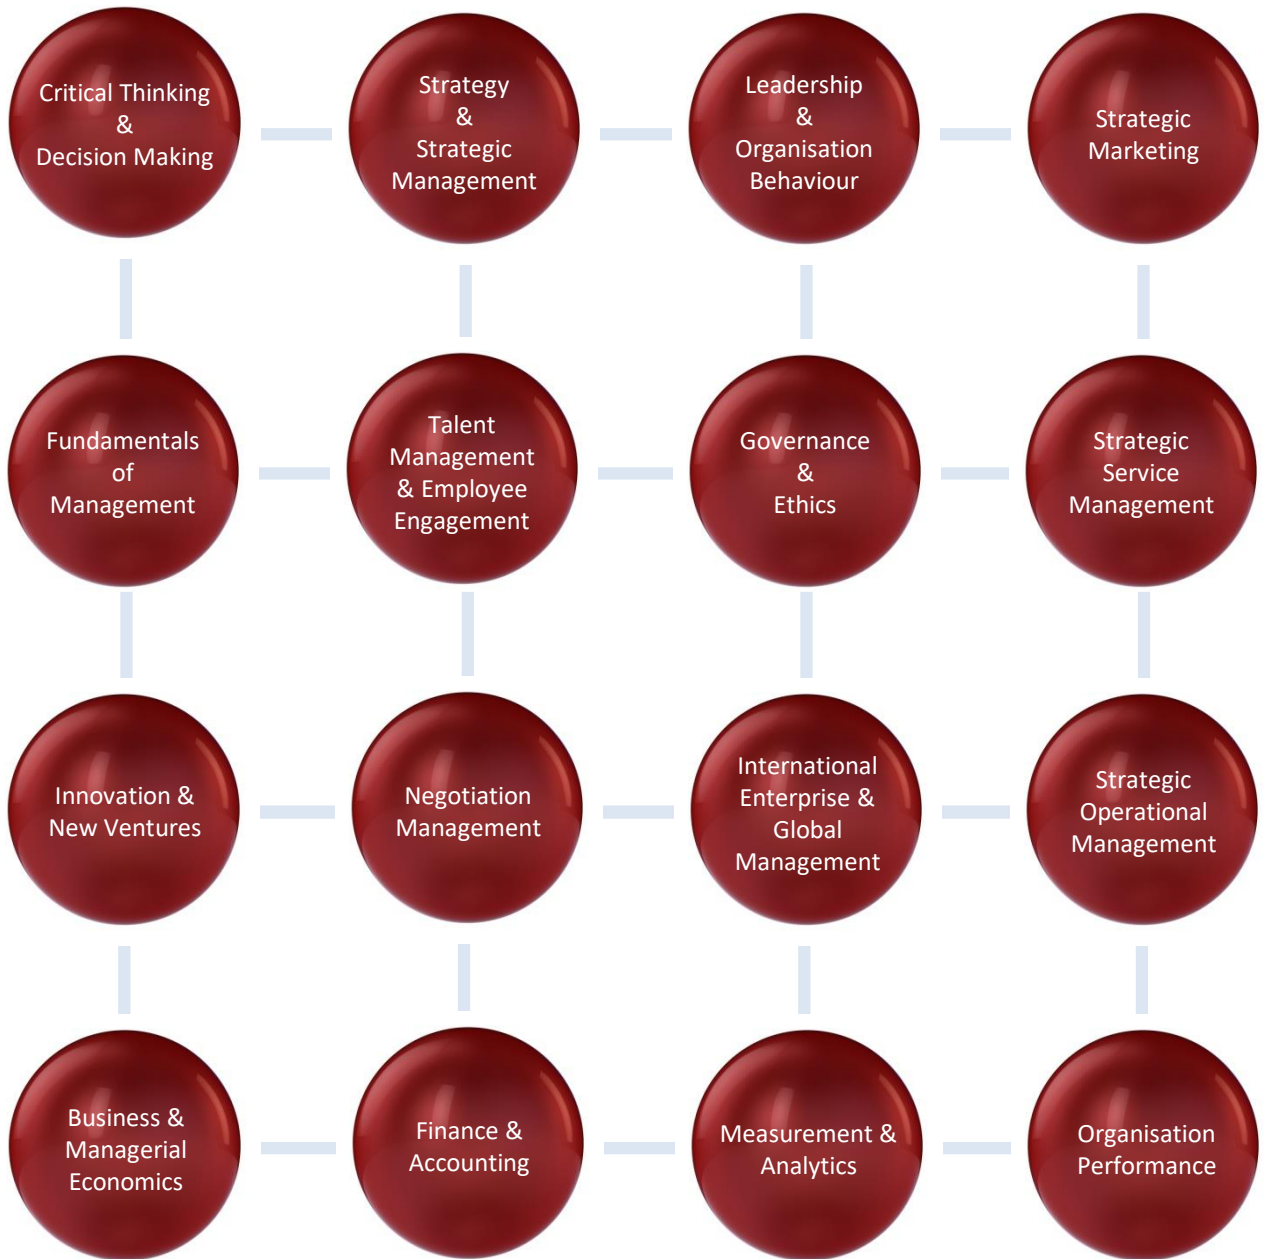 Critical Thinking
&
Decision Making
Strategy
&
Strategic
Management
Leadership
&
Organisation
Behaviour
Strategic
Marketing
Fundamentals
of
Management
Talent
Management
& Employee
Engagement
Governance
&
Ethics
Strategic
Service
Management
Innovation &
New Ventures
Negotiation
Management
International
Enterprise &
Global
Management
Strategic
Operational
Management
Business &
Managerial
Economics
Finance &
Accounting
Measurement &
Analytics
Organisation
Performance